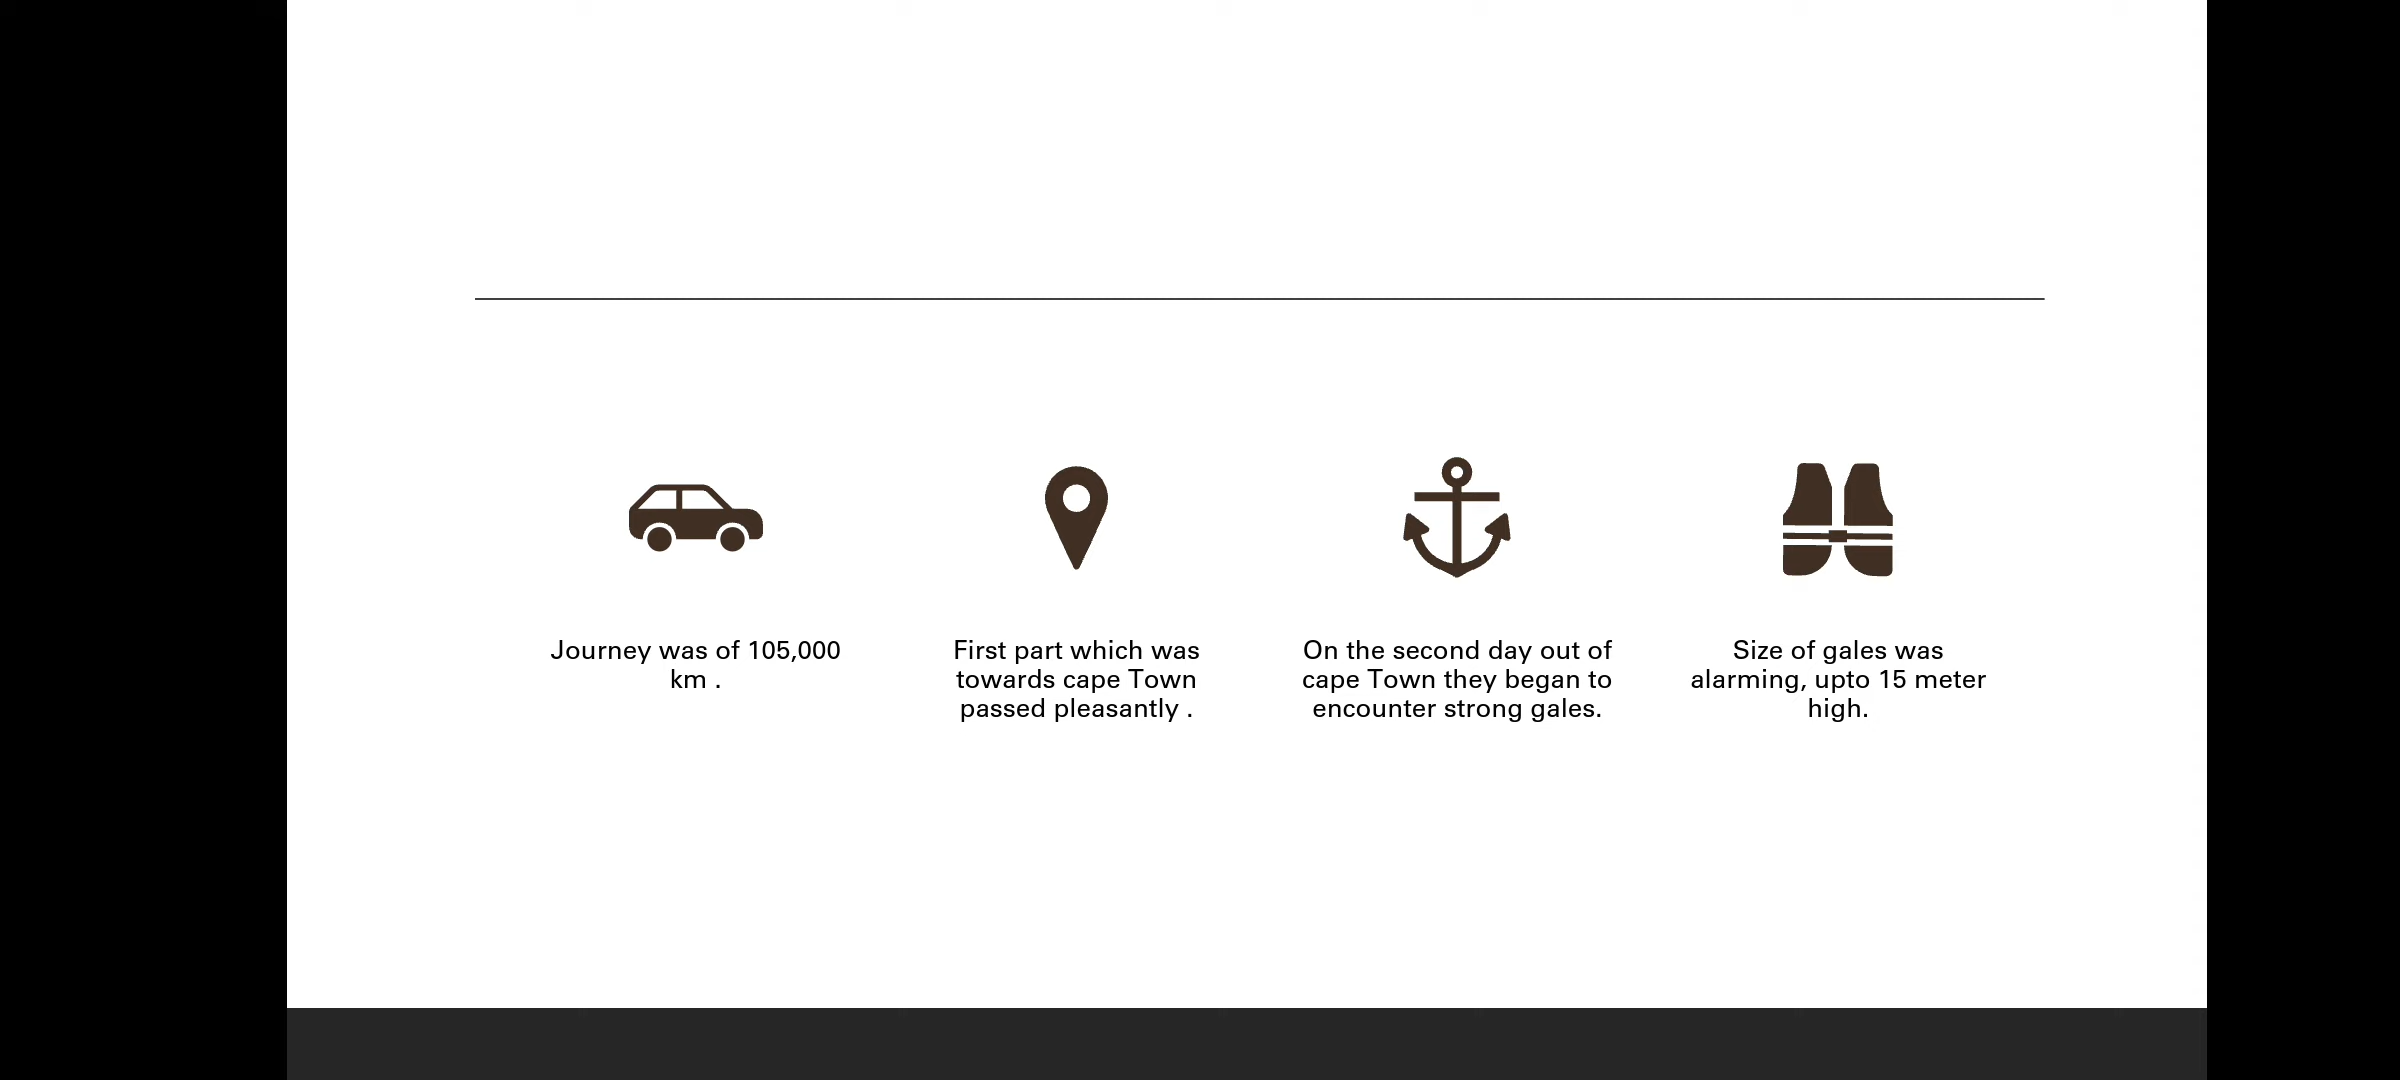 Journey was of 105,000
km .
First part which was
towards cape Town
passed pleasantly .
On the second day out of
cape Town they began to
encounter strong gales.
Size of gales was
alarming, upto 15 meter
high.